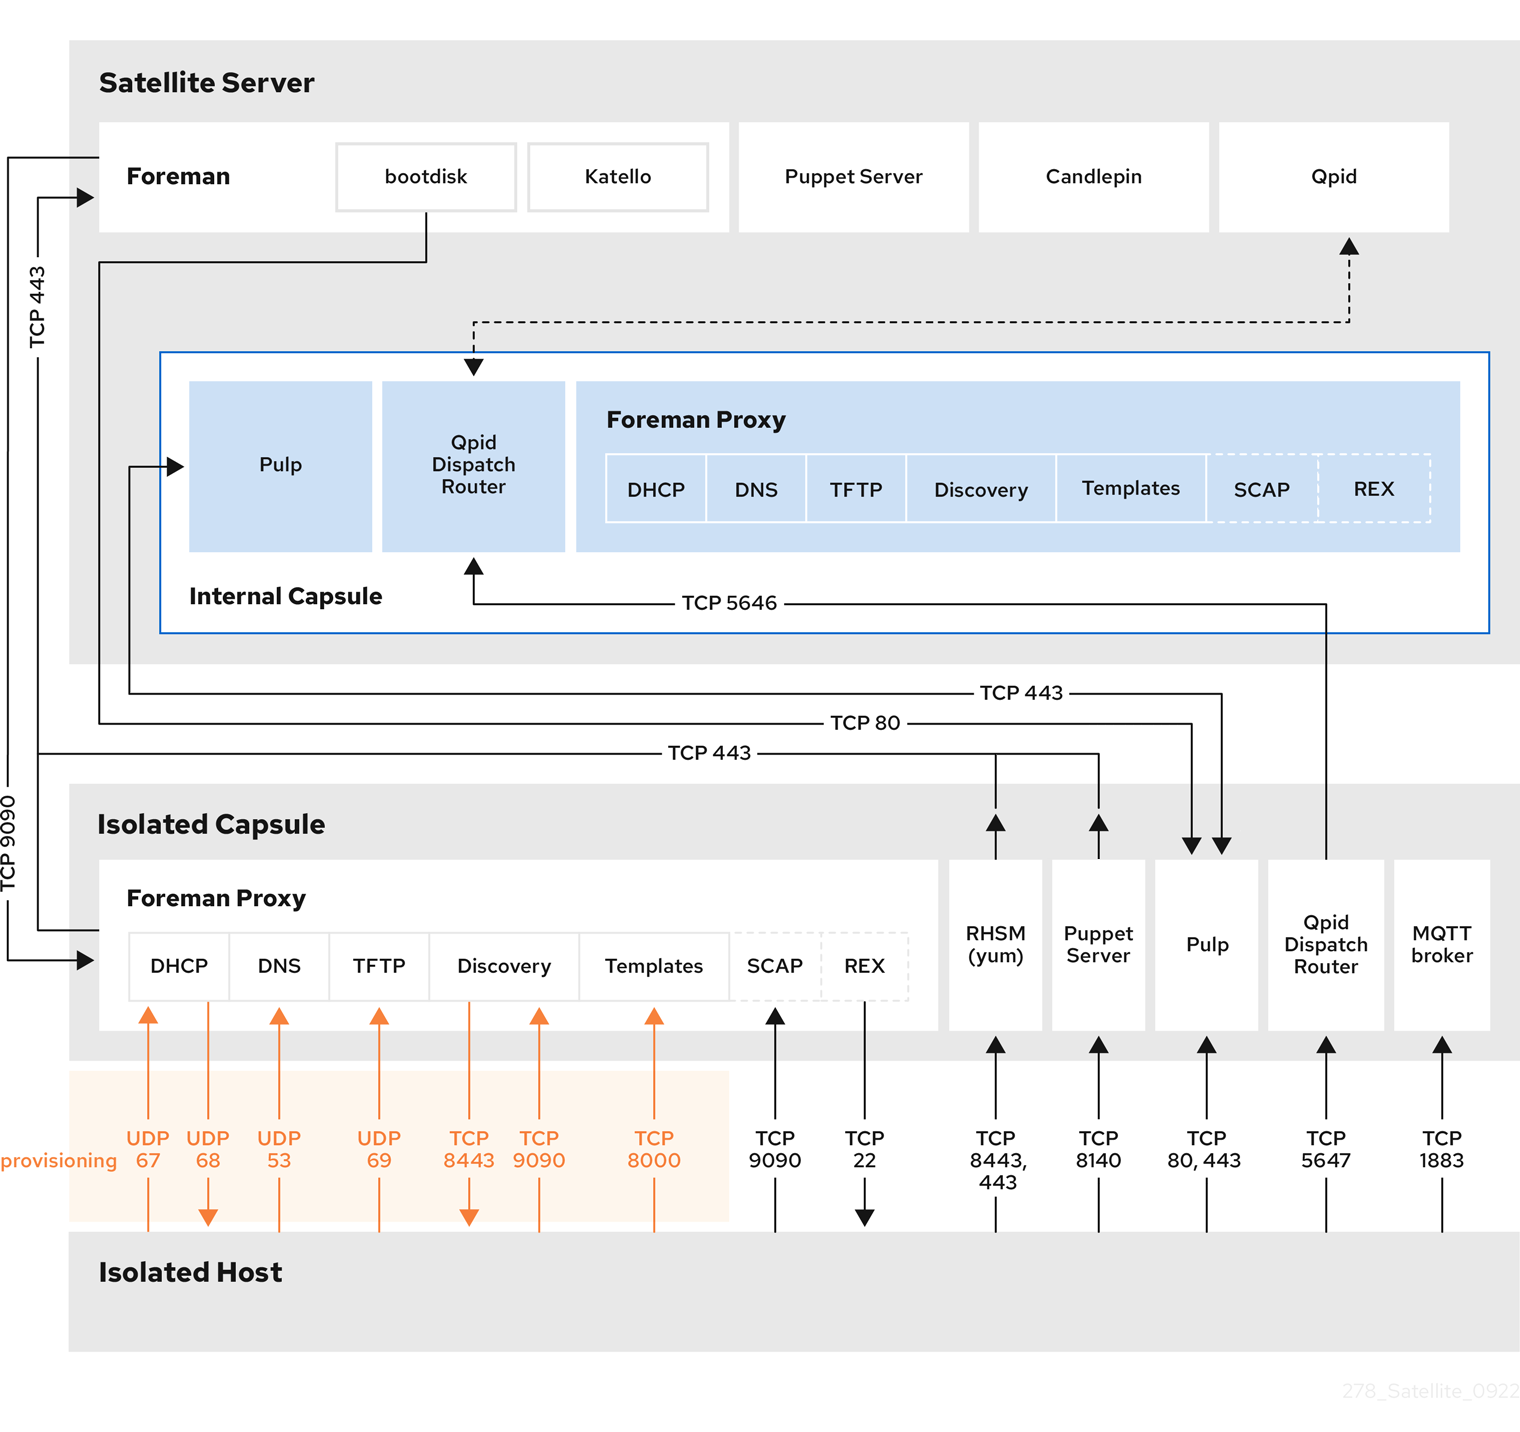 Satellite Server
Foreman
bootdisk
Katello
Puppet Server
Candlepin
Qpid
TCP 443
Pulp
Qpid
Dispatch
Router
Foreman Proxy
DHCP
DNS
TFTP
Discovery
Templates
SCAP
REX
Internal Capsule
TCP 5646
TCP 443
TCP 80
TCP 443
TCP 9090
Isolated Capsule
Foreman Proxy
DHCP
DNS
TFTP
Discovery
Templates
SCAP
REX
RHSM
(yum)
Puppet
Server
Pulp
Qpid
Dispatch
Router
MQTT
broker
provisioning
UDP
67
UDP
68
UDP
53
UDP
69
TCP
8443
TCP
9090
TCP
8000
TCP
9090
TCP
22
TCP
8443,
443
TCP
8140
TCP
80, 443
TCP
5647
TCP
1883
Isolated Host
278_Satellite_0922